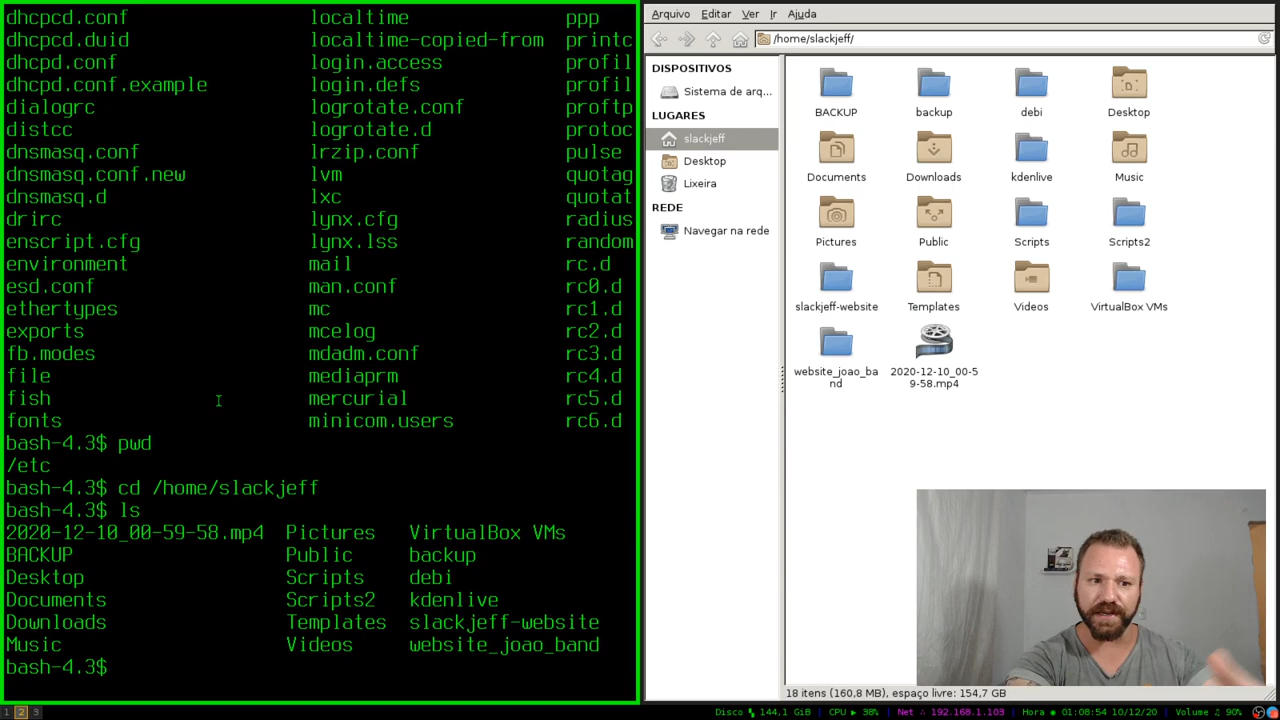 dhcpcd.conf localtime ppp
dhcpcd.duid localtime-copied-from printc
dhcpd.conf login.access profil
dhcpd.conf.example login.defs profil
dialogrc logrotate.conf proftp
distcc logrotate.d protoc
dnsmasq.conf lrzip.conf pulse
dnsmasq.conf.new lvm quotag
dnsmasq.d lxc quotat
drirc lynx.cfg radius
enscript.cfg lynx.lss random
environment mail rc.d
esd.conf man.conf rc0.d
ethertypes mc rc1.d
exports mcelog rc2.d
fb.modes mdadm.conf rc3.d
file mediaprm rc4.d
fish mercurial rc5.d
fonts minicom.users rc6.d
bash-4.3$ pwd
/etc
bash-4.3$ cd /home/slackjeff
bash-4.3$ ls
2020-12-10_00-59-58.mp4 Pictures VirtualBox VMs
BACKUP Public backup
Desktop Scripts debi
Documents Scripts2 kdenlive
Downloads Templates slackjeff-website
Music Videos website_joao_band
bash-4.3$
Arquivo Editar Ver Ir Ajuda
/home/slackjeff/
DISPOSITIVOS
Sistema de arq...
LUGARES
slackjeff
Desktop
Lixeira
REDE
Navegar na rede
BACKUP backup debi Desktop
Documents Downloads kdenlive Music
Pictures Public Scripts Scripts2
slackjeff-website Templates Videos VirtualBox VMs
website_joao_ba 2020-12-10_00-5
nd 9-58.mp4
18 itens (160,8 MB), espaço livre: 154,7 GB
1 2 3 Disco 144,1 GiB | CPU 38% | Net 192.168.1.103 | Hora 01:08:54 10/12/20 | Volume 90%